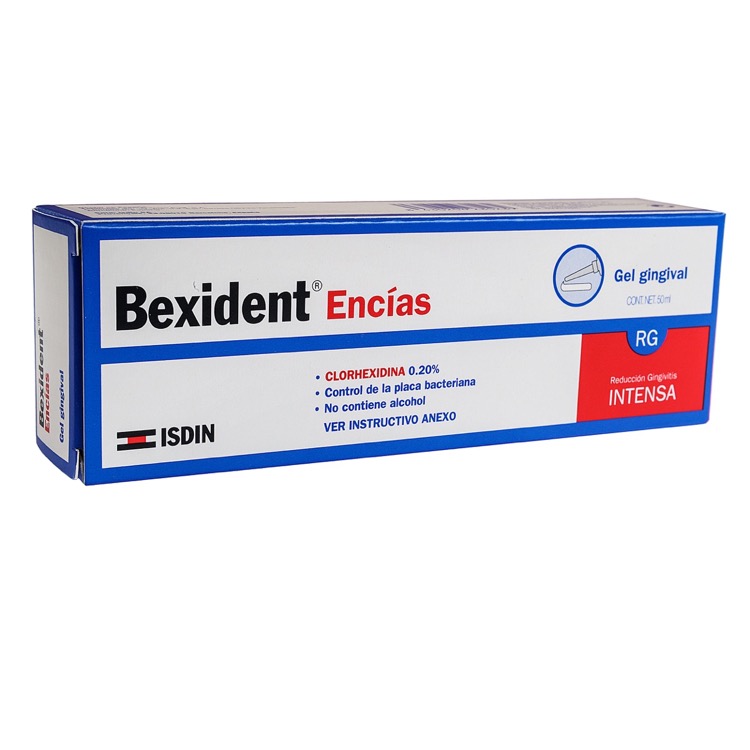 Bexident® Encías
Gel gingival
CONT. NET. 50 ml
RG
Reducción Gingivitis
INTENSA
• CLORHEXIDINA 0.20%
• Control de la placa bacteriana
• No contiene alcohol
VER INSTRUCTIVO ANEXO
ISDIN
Bexident
Encías
Gel gingival